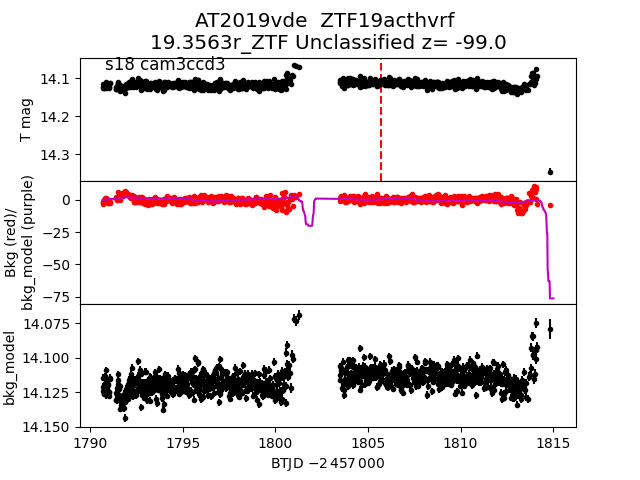 AT2019vde  ZTF19acthvrf
19.3563r_ZTF Unclassified z= -99.0
s18 cam3ccd3
14.1
14.2
14.3
T mag
0
−25
−50
−75
Bkg (red)/
bkg_model (purple)
14.075
14.100
14.125
14.150
bkg_model
1790 1795 1800 1805 1810 1815
BTJD −2 457 000